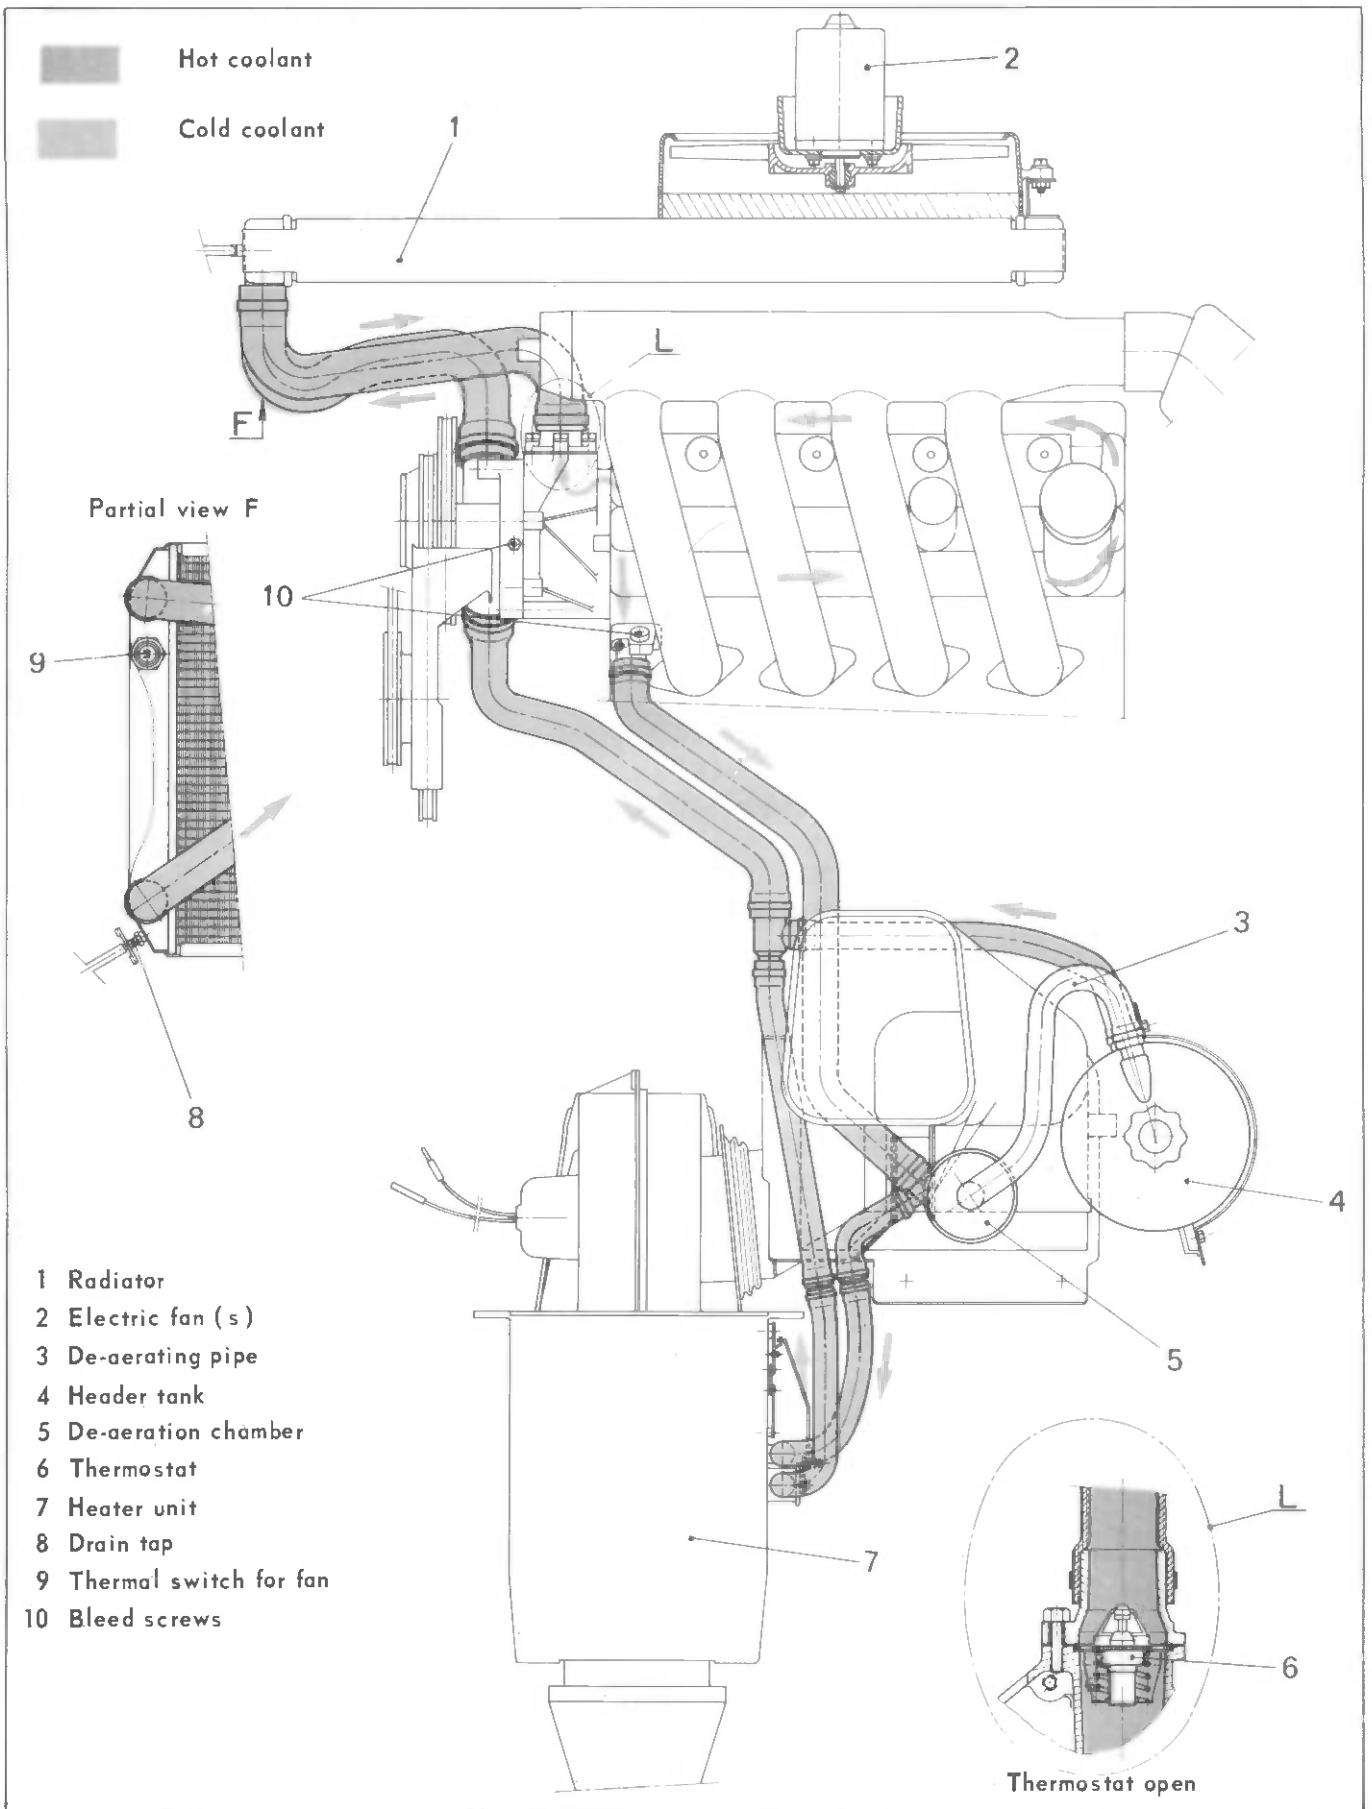 Hot coolant
Cold coolant
1
2
L
F
Partial view F
10
9
3
8
4
5
1 Radiator
2 Electric fan (s)
3 De-aerating pipe
4 Header tank
5 De-aeration chamber
6 Thermostat
7 Heater unit
8 Drain tap
9 Thermal switch for fan
10 Bleed screws
7
L
6
Thermostat open